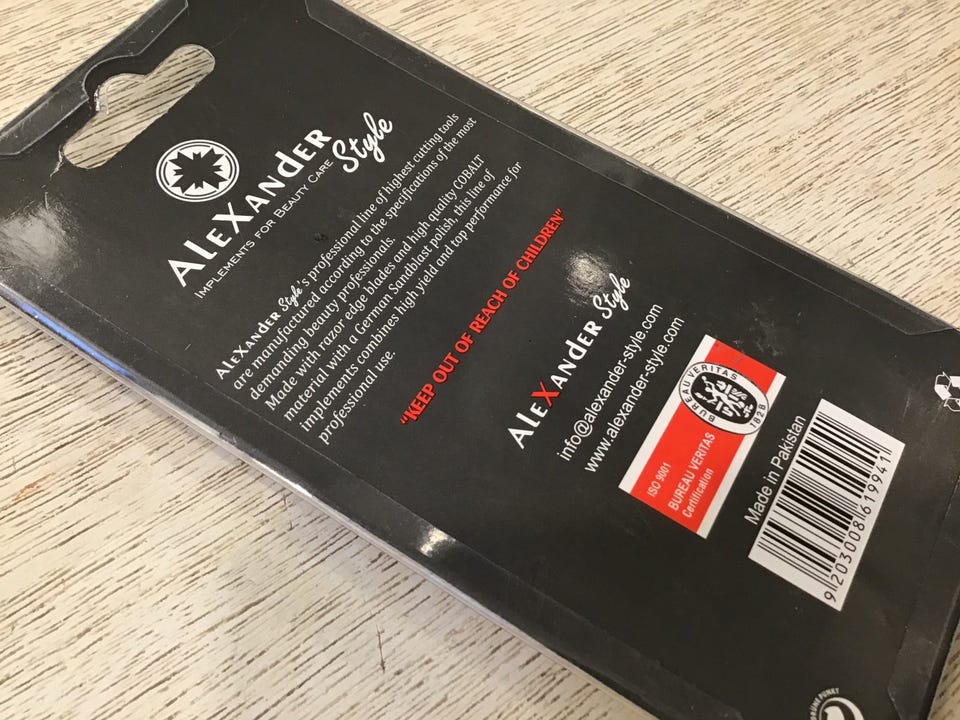 AleXander Style
Implements for Beauty Care
AleXander Style's professional line of highest cutting tools
are manufactured according to the specifications of the most
demanding beauty professionals.
Made with razor edge blades and high quality COBALT
material with a German Sandblast polish, this line of
implements combines high yield and top performance for
professional use.
"KEEP OUT OF REACH OF CHILDREN"
AleXander Style
info@alexander-style.com
www.alexander-style.com
BUREAU VERITAS
1828
ISO 9001
BUREAU VERITAS
Certification
Made in Pakistan
9 203008 619941
PUNKT